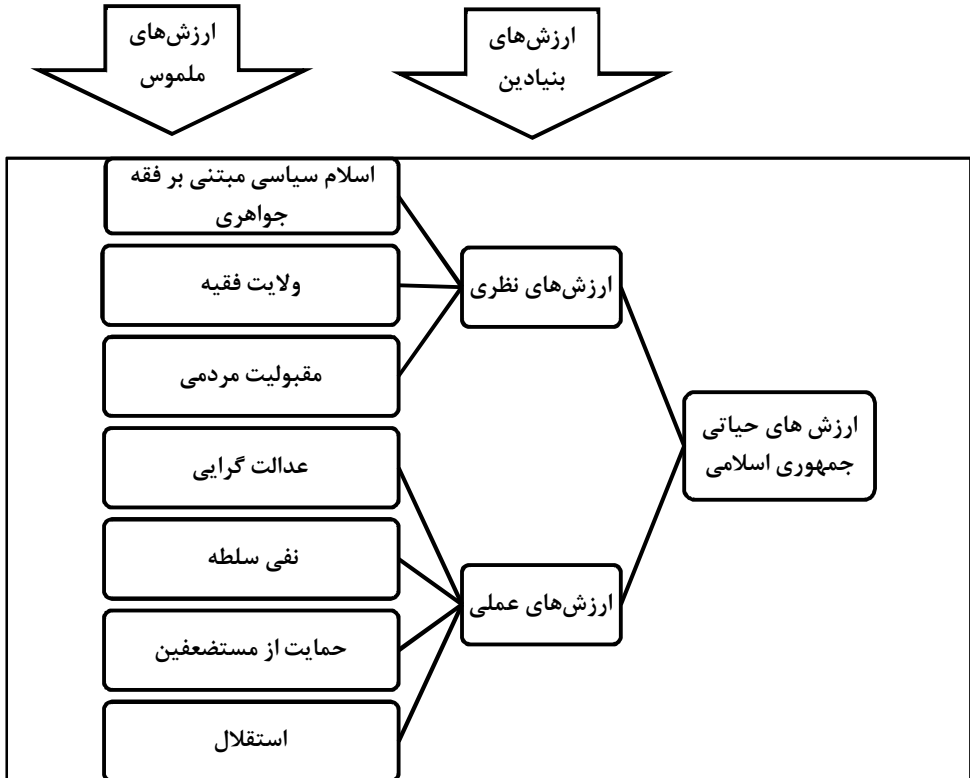 ارزش‌های
بنیادین
ارزش‌های
ملموس
ارزش های حیاتی
جمهوری اسلامی
ارزش‌های نظری
اسلام سیاسی مبتنی بر فقه
جواهری
ولایت فقیه
مقبولیت مردمی
ارزش‌های عملی
عدالت گرایی
نفی سلطه
حمایت از مستضعفین
استقلال